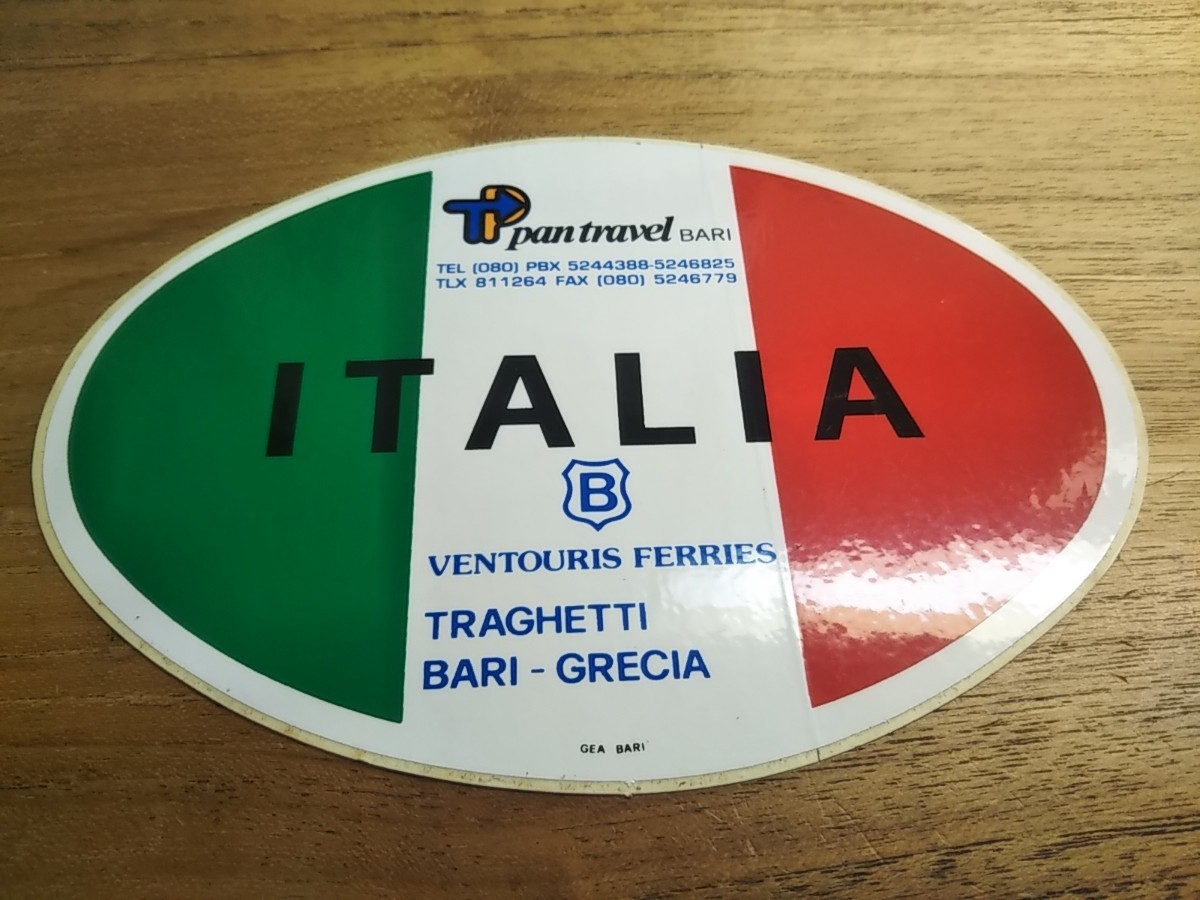 TP pan travel BARI
TEL (080) PBX 5244388-5246825
TLX 811264 FAX (080) 5246779
ITALIA
B
VENTOURIS FERRIES
TRAGHETTI
BARI - GRECIA
GEA BARI